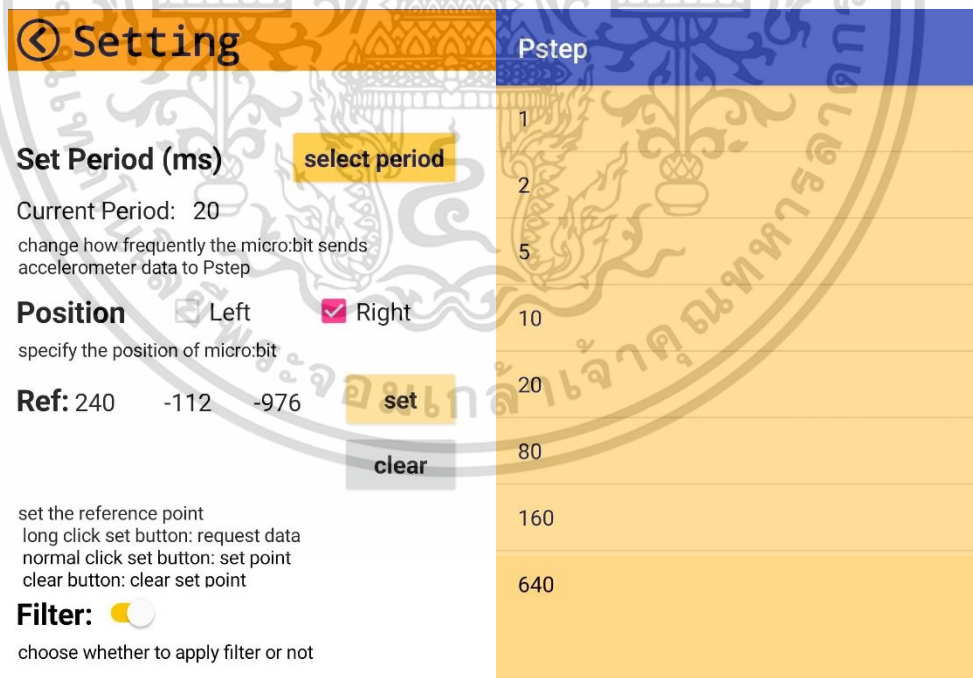 Setting
Set Period (ms)
select period
Current Period: 20
change how frequently the micro:bit sends
accelerometer data to Pstep
Position
Left
Right
specify the position of micro:bit
Ref: 240 -112 -976
set
clear
set the reference point
long click set button: request data
normal click set button: set point
clear button: clear set point
Filter:
choose whether to apply filter or not
Pstep
1
2
5
10
20
80
160
640